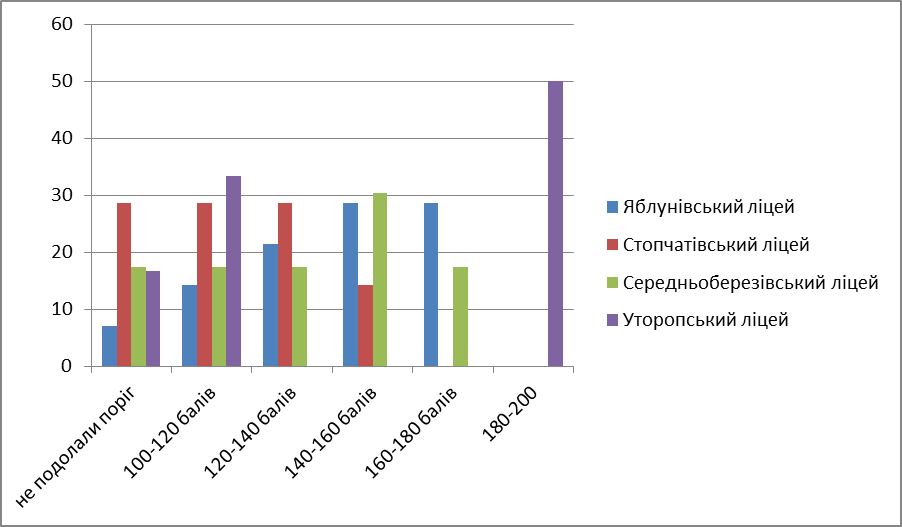 60
50
40
30
20
10
0
не подолали поріг
100-120 балів
120-140 балів
140-160 балів
160-180 балів
180-200
Яблунівський ліцей
Стопчатівський ліцей
Середньоберезівський ліцей
Уторопський ліцей